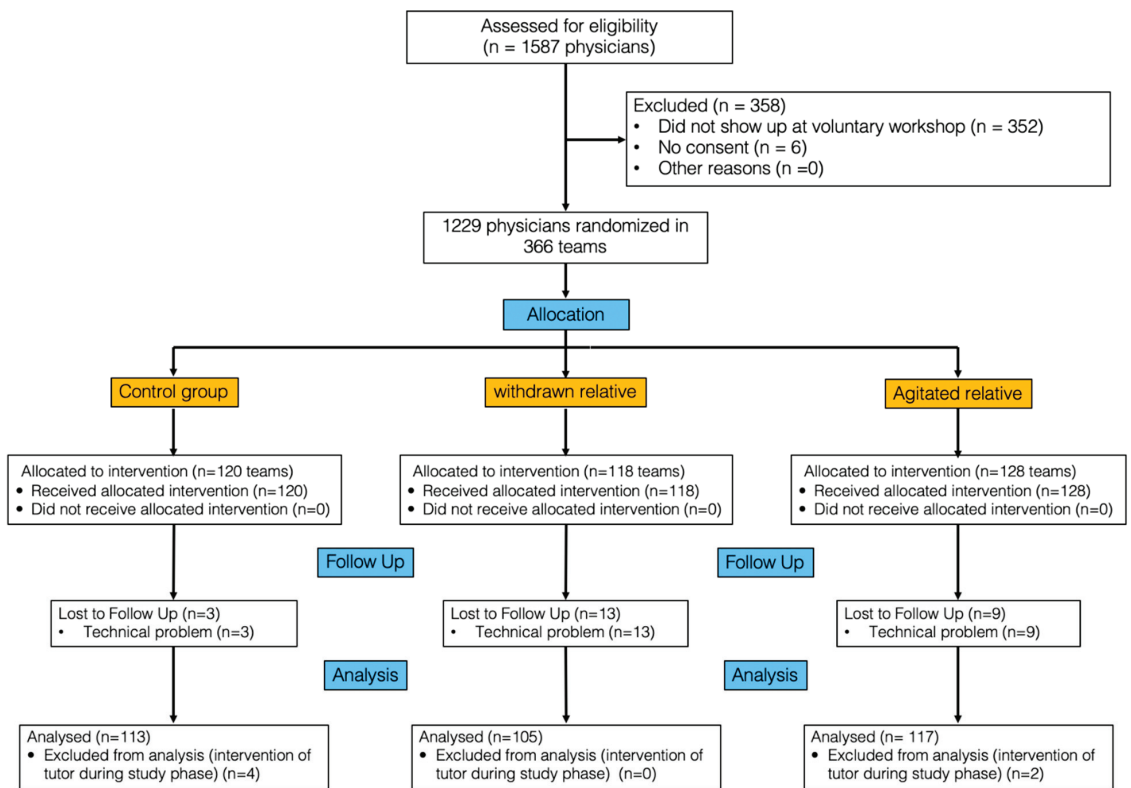 Assessed for eligibility
(n = 1587 physicians)
Excluded (n = 358)
• Did not show up at voluntary workshop (n = 352)
• No consent (n = 6)
• Other reasons (n =0)
1229 physicians randomized in
366 teams
Allocation
Control group
withdrawn relative
Agitated relative
Allocated to intervention (n=120 teams)
• Received allocated intervention (n=120)
• Did not receive allocated intervention (n=0)
Allocated to intervention (n=118 teams)
• Received allocated intervention (n=118)
• Did not receive allocated intervention (n=0)
Allocated to intervention (n=128 teams)
• Received allocated intervention (n=128)
• Did not receive allocated intervention (n=0)
Follow Up
Follow Up
Lost to Follow Up (n=3)
• Technical problem (n=3)
Lost to Follow Up (n=13)
• Technical problem (n=13)
Lost to Follow Up (n=9)
• Technical problem (n=9)
Analysis
Analysis
Analysed (n=113)
• Excluded from analysis (intervention of
tutor during study phase) (n=4)
Analysed (n=105)
• Excluded from analysis (intervention of
tutor during study phase) (n=0)
Analysed (n= 117)
• Excluded from analysis (intervention of
tutor during study phase) (n=2)